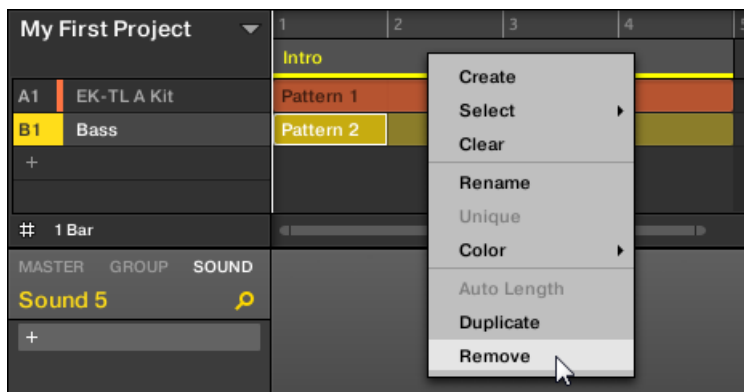 My First Project
1 2 3 4 5
Intro
A1 EK-TL A Kit Pattern 1
B1 Bass Pattern 2
+
# 1 Bar
MASTER GROUP SOUND
Sound 5
+
Create
Select
Clear
Rename
Unique
Color
Auto Length
Duplicate
Remove